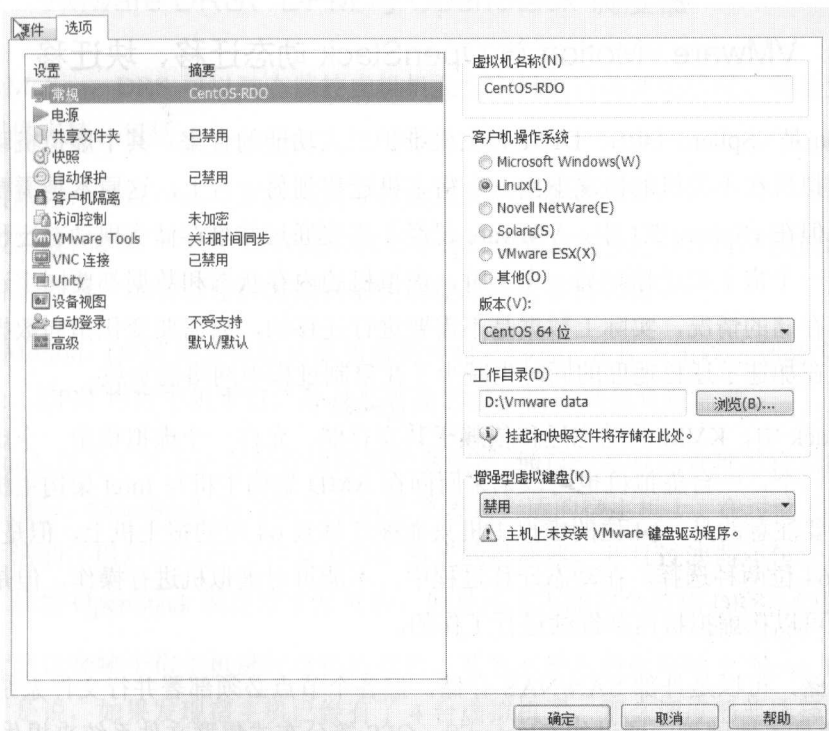 硬件 选项
设置 摘要
常规 CentOS-RDO
电源
共享文件夹 已禁用
快照
自动保护 已禁用
客户机隔离
访问控制 未加密
VMware Tools 关闭时间同步
VNC 连接 已禁用
Unity
设备视图
自动登录 不受支持
高级 默认/默认
虚拟机名称(N)
CentOS-RDO
客户机操作系统
Microsoft Windows(W)
Linux(L)
Novell NetWare(E)
Solaris(S)
VMware ESX(X)
其他(O)
版本(V):
CentOS 64 位
工作目录(D)
D:\Vmware data 浏览(B)...
挂起和快照文件将存储在此处。
增强型虚拟键盘(K)
禁用
主机上未安装 VMware 键盘驱动程序。
确定 取消 帮助